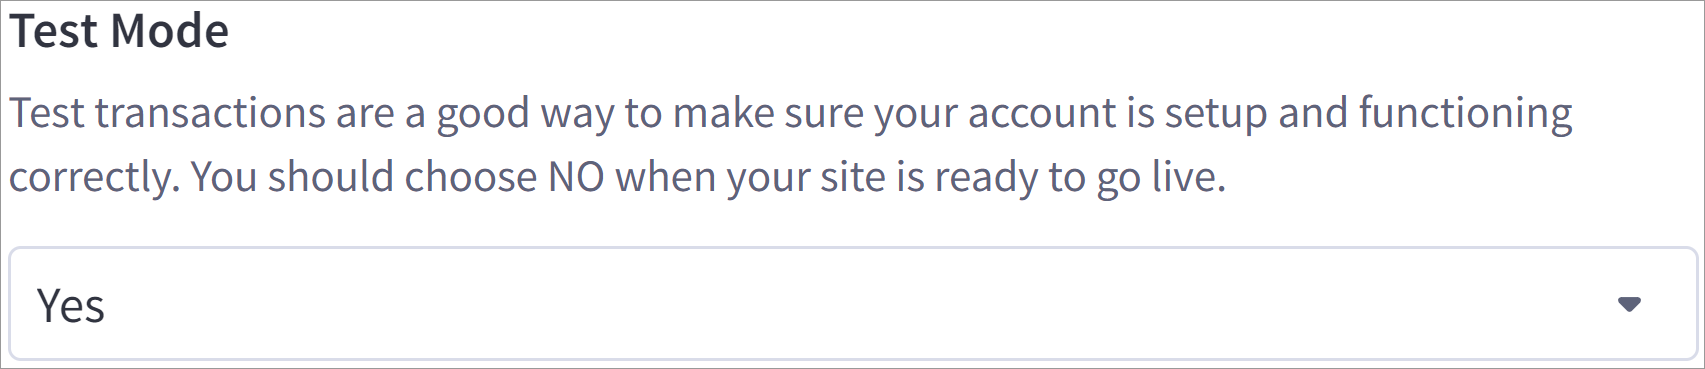 Test Mode
Test transactions are a good way to make sure your account is setup and functioning
correctly. You should choose NO when your site is ready to go live.
Yes